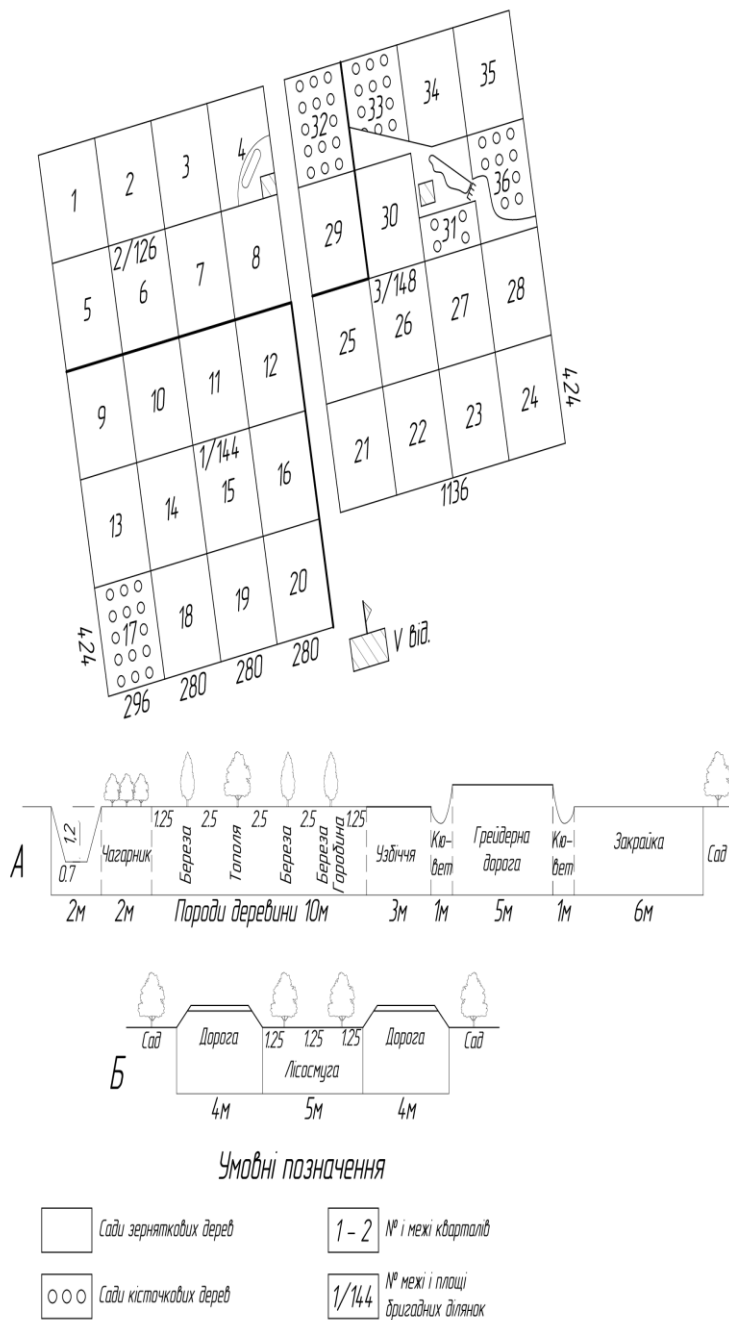 1 2 3 4
5 2/126 6 7 8
9 10 11 12
13 14 1/144 15 16
17 18 19 20
424
296 280 280 280
32 33 34 35
29 30 31 36
25 3/148 26 27 28
21 22 23 24
424
1136
V від.
А
1.2
0.7
Чагарник
1.25 2.5 2.5 2.5 1.25
Береза
Тополя
Береза
Береза
Горобина
Узбіччя
Кю-
вет
Грейдерна
дорога
Кю-
вет
Закрайка
Сад
2м 2м Породи деревини 10м 3м 1м 5м 1м 6м
Б
Сад Дорога 1.25 1.25 1.25 Дорога Сад
Лісосмуга
4м 5м 4м
Умовні позначення
Сади зерняткових дерев
1 – 2 № і межі кварталів
Сади кісточкових дерев
1/144 № межі і площі
бригадних ділянок